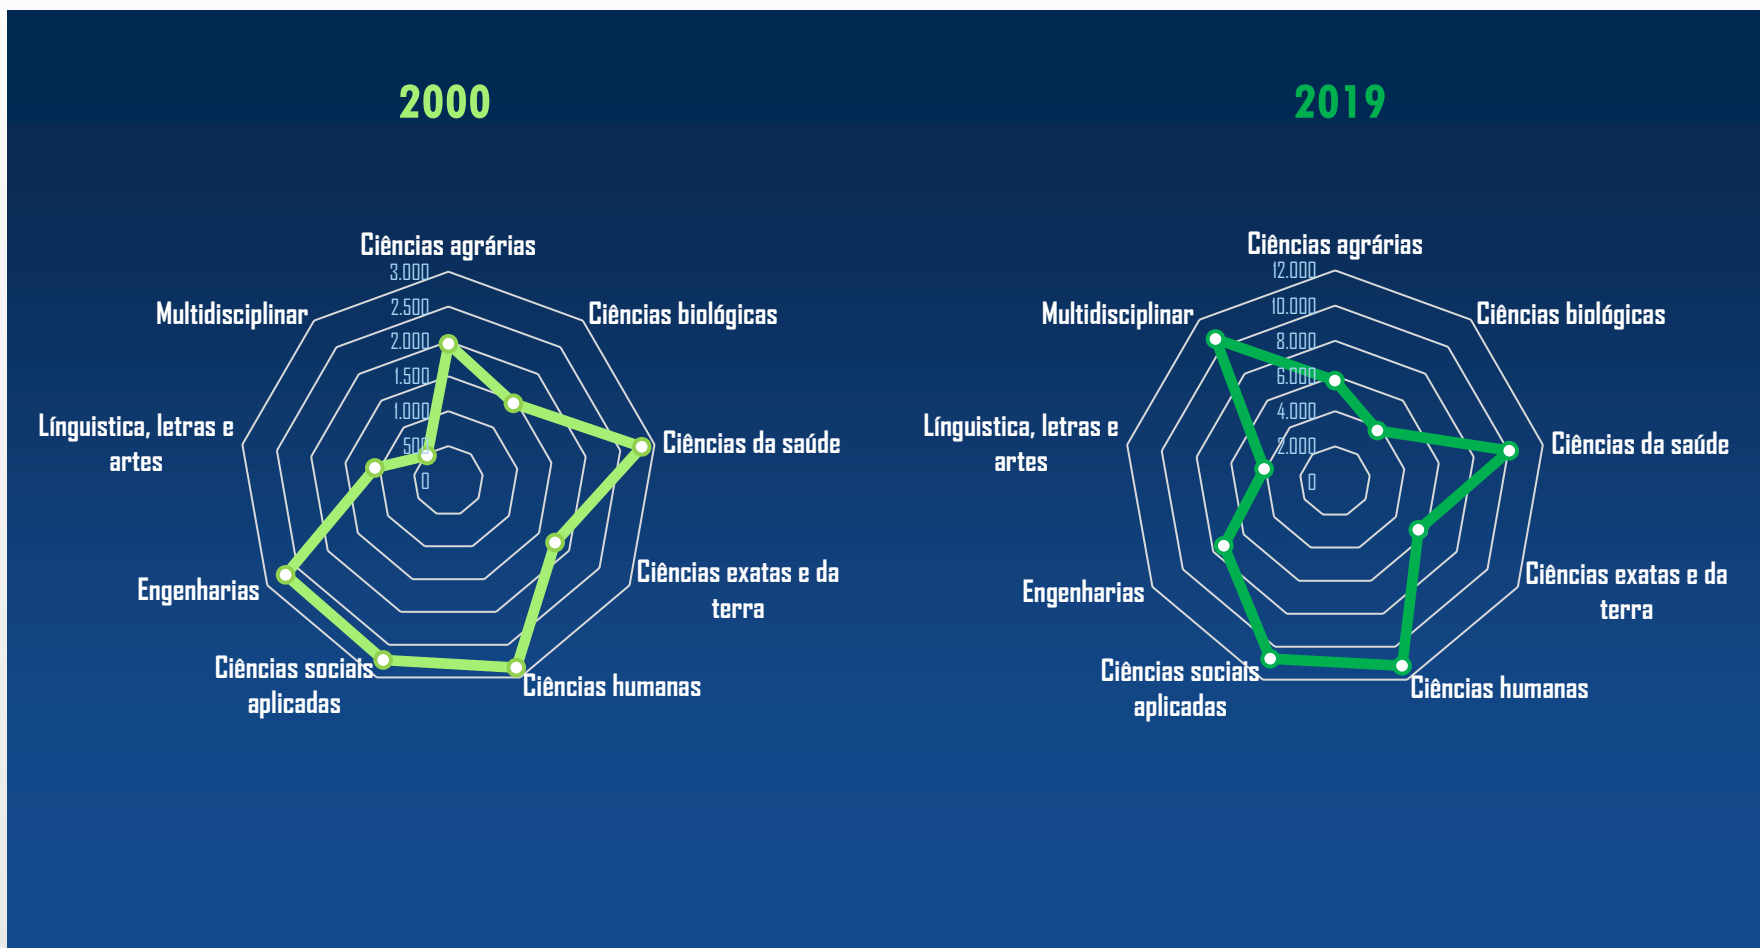 2000
Ciências agrárias
3.000
2.500
2.000
1.500
1.000
500
0
Ciências biológicas
Ciências da saúde
Ciências exatas e da
terra
Ciências humanas
Ciências sociais
aplicadas
Engenharias
Línguistica, letras e
artes
Multidisciplinar
2019
Ciências agrárias
12.000
10.000
8.000
6.000
4.000
2.000
0
Ciências biológicas
Ciências da saúde
Ciências exatas e da
terra
Ciências humanas
Ciências sociais
aplicadas
Engenharias
Línguistica, letras e
artes
Multidisciplinar